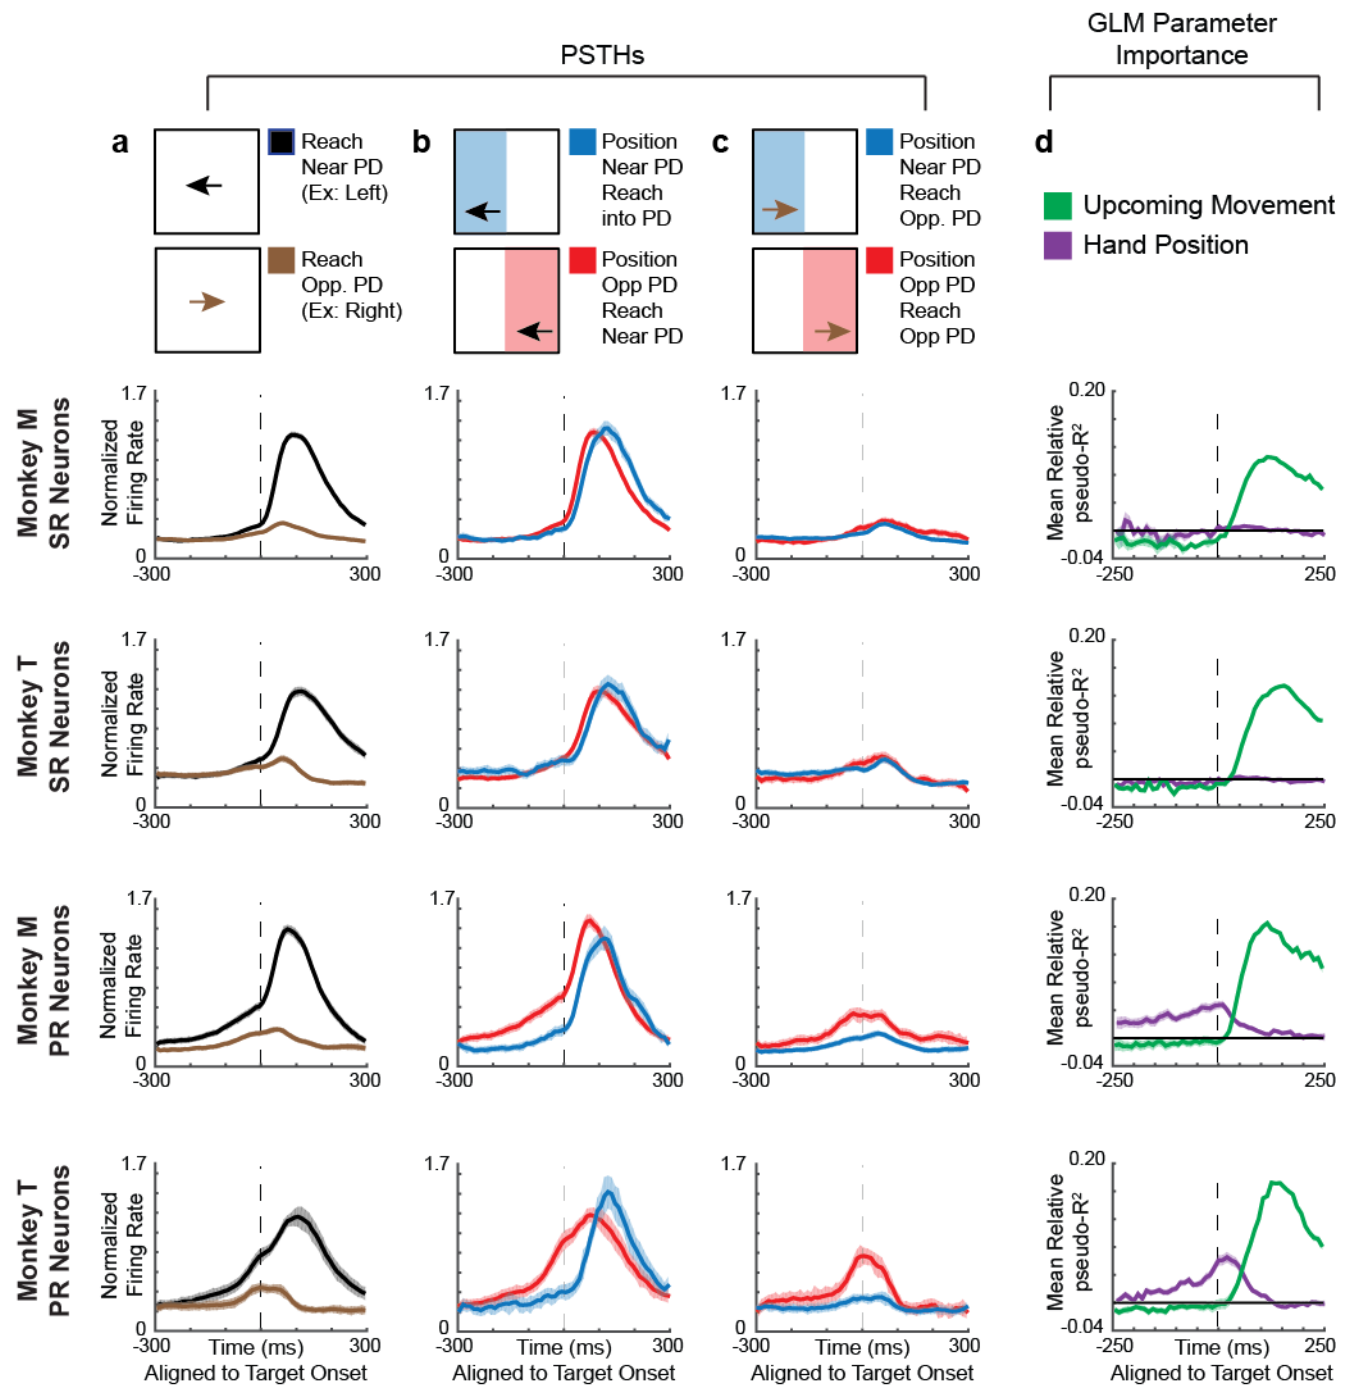 GLM Parameter
Importance
PSTHs
a
Reach
Near PD
(Ex: Left)
Reach
Opp. PD
(Ex: Right)
b
Position
Near PD
Reach
into PD
Position
Opp PD
Reach
Near PD
c
Position
Near PD
Reach
Opp. PD
Position
Opp PD
Reach
Opp PD
d
Upcoming Movement
Hand Position
Monkey M
SR Neurons
Normalized
Firing Rate
1.7
0
-300
300
1.7
0
-300
300
1.7
0
-300
300
Mean Relative
pseudo-R²
0.20
-0.04
-250
250
Monkey T
SR Neurons
Normalized
Firing Rate
1.7
0
-300
300
1.7
0
-300
300
1.7
0
-300
300
Mean Relative
pseudo-R²
0.20
-0.04
-250
250
Monkey M
PR Neurons
Normalized
Firing Rate
1.7
0
-300
300
1.7
0
-300
300
1.7
0
-300
300
Mean Relative
pseudo-R²
0.20
-0.04
-250
250
Monkey T
PR Neurons
Normalized
Firing Rate
1.7
0
-300
300
Time (ms)
Aligned to Target Onset
1.7
0
-300
300
Time (ms)
Aligned to Target Onset
1.7
0
-300
300
Time (ms)
Aligned to Target Onset
Mean Relative
pseudo-R²
0.20
-0.04
-250
250
Time (ms)
Aligned to Target Onset